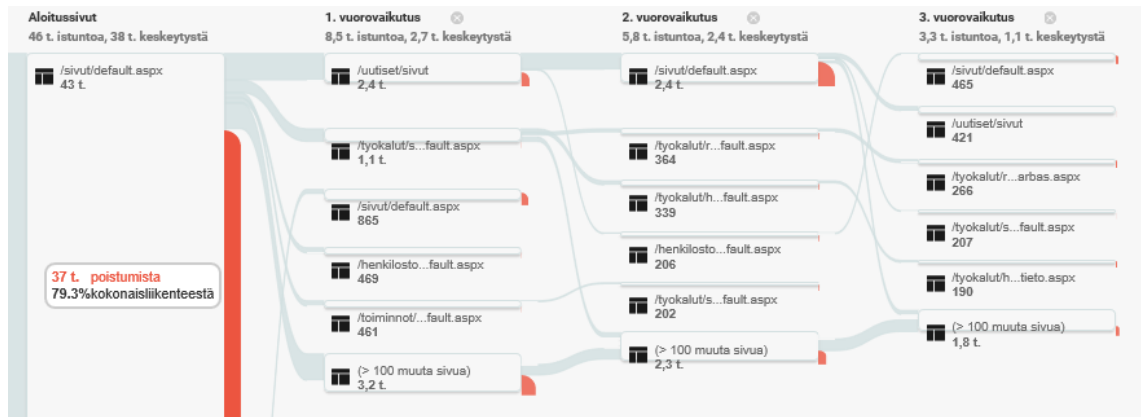 Aloitussivut
46 t. istuntoa, 38 t. keskeytystä
/sivut/default.aspx
43 t.
37 t. poistumista
79.3%kokonaisliikenteestä
1. vuorovaikutus
8,5 t. istuntoa, 2,7 t. keskeytystä
/uutiset/sivut
2,4 t.
/tyokalut/s...fault.aspx
1,1 t.
/sivut/default.aspx
865
/henkilosto...fault.aspx
469
/toiminnot/...fault.aspx
461
(> 100 muuta sivua)
3,2 t.
2. vuorovaikutus
5,8 t. istuntoa, 2,4 t. keskeytystä
/sivut/default.aspx
2,4 t.
/tyokalut/r...fault.aspx
364
/tyokalut/h...fault.aspx
339
/henkilosto...fault.aspx
206
/tyokalut/s...fault.aspx
202
(> 100 muuta sivua)
2,3 t.
3. vuorovaikutus
3,3 t. istuntoa, 1,1 t. keskeytystä
/sivut/default.aspx
465
/uutiset/sivut
421
/tyokalut/r...arbas.aspx
266
/tyokalut/s...fault.aspx
207
/tyokalut/h...tieto.aspx
190
(> 100 muuta sivua)
1,8 t.